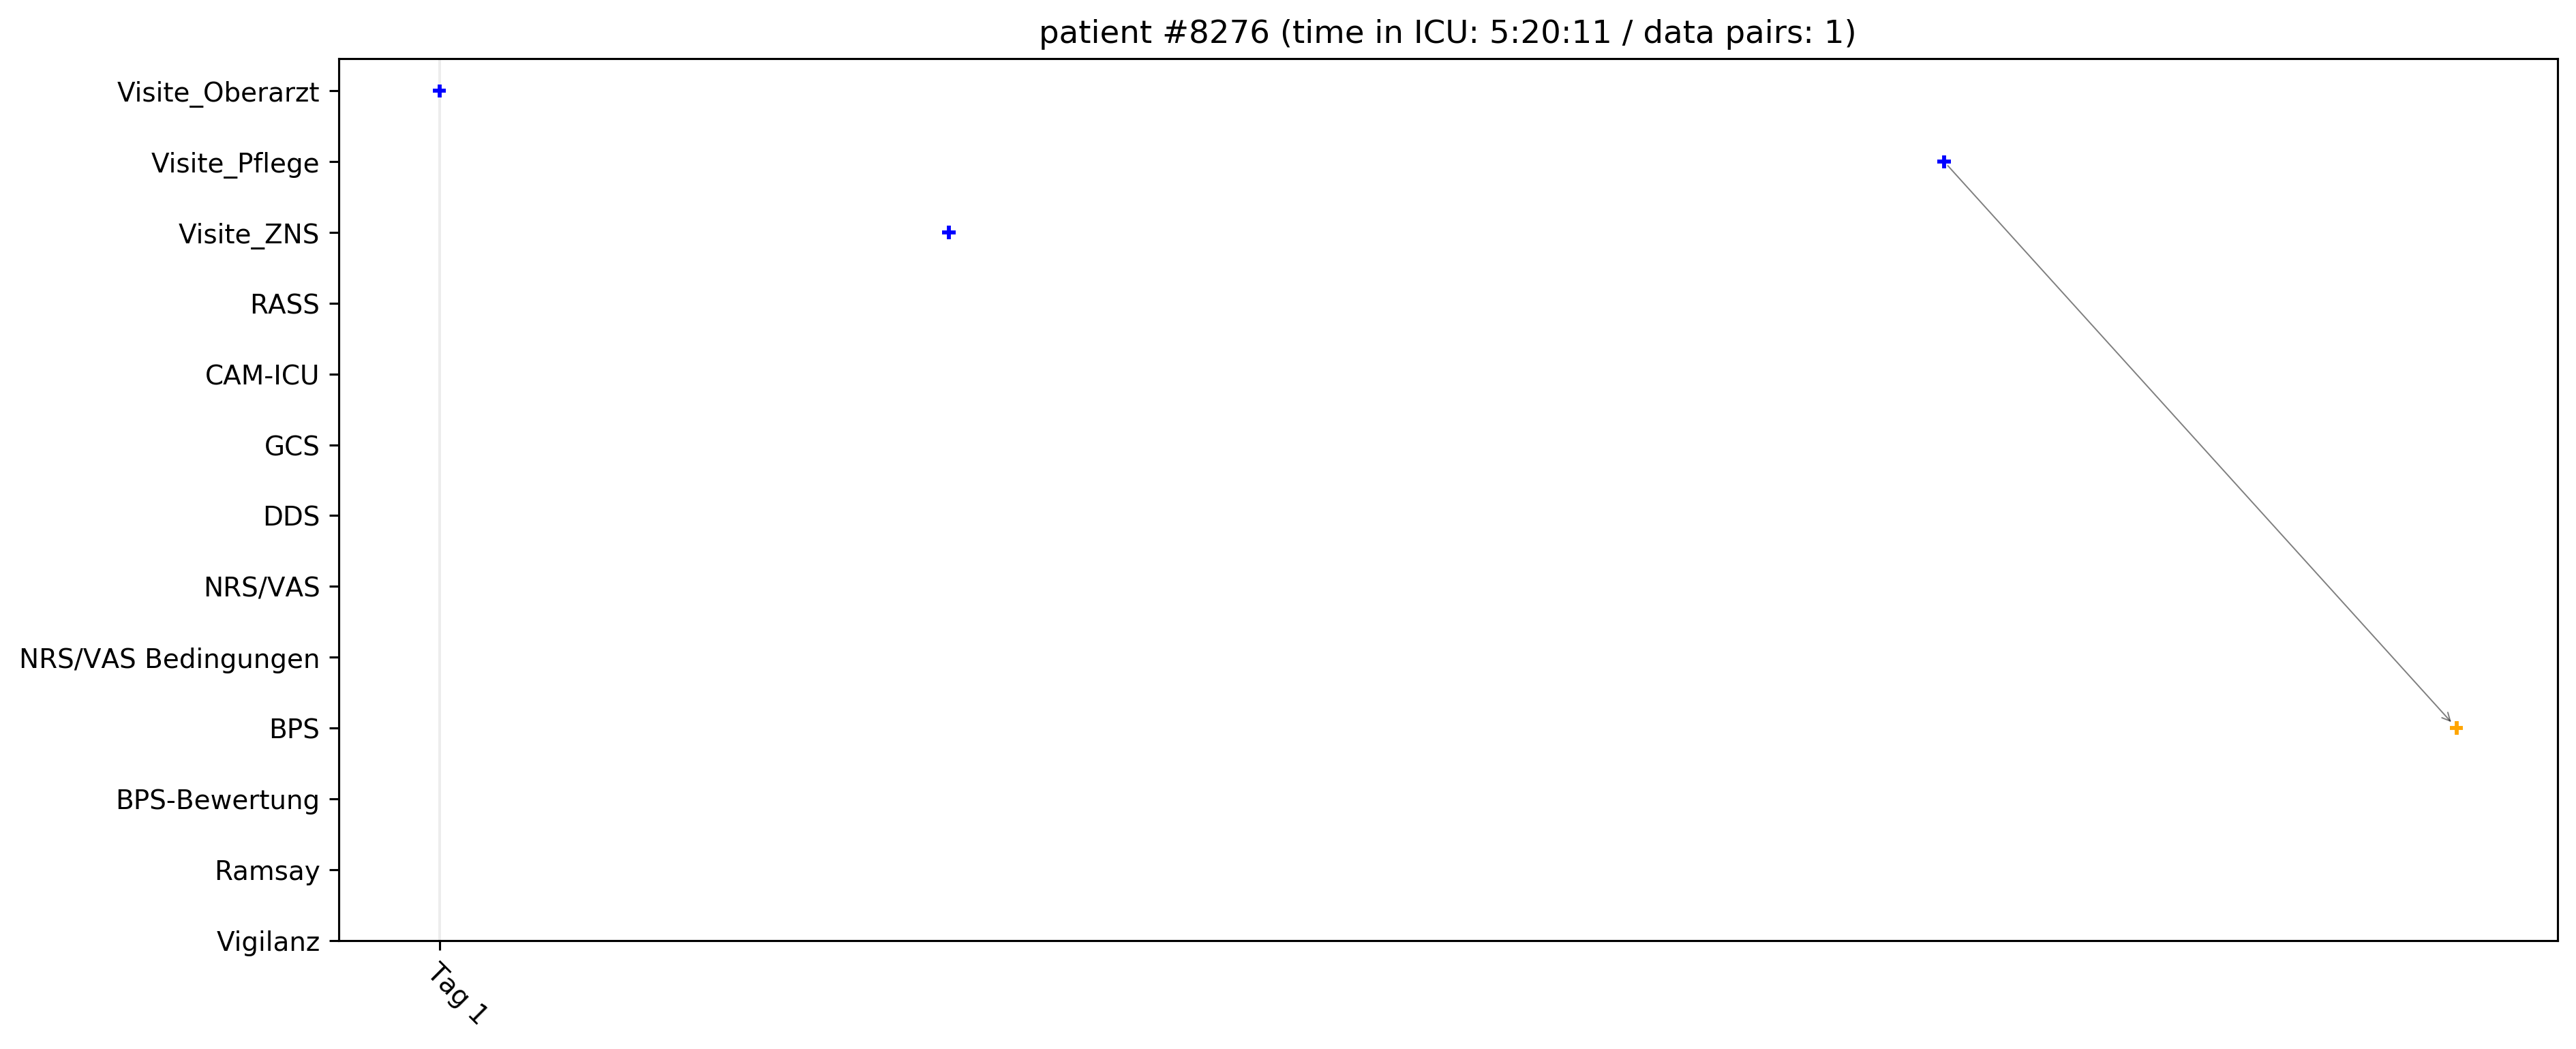 patient #8276 (time in ICU: 5:20:11 / data pairs: 1)
Visite_Oberarzt
Visite_Pflege
Visite_ZNS
RASS
CAM-ICU
GCS
DDS
NRS/VAS
NRS/VAS Bedingungen
BPS
BPS-Bewertung
Ramsay
Vigilanz
Tag 1